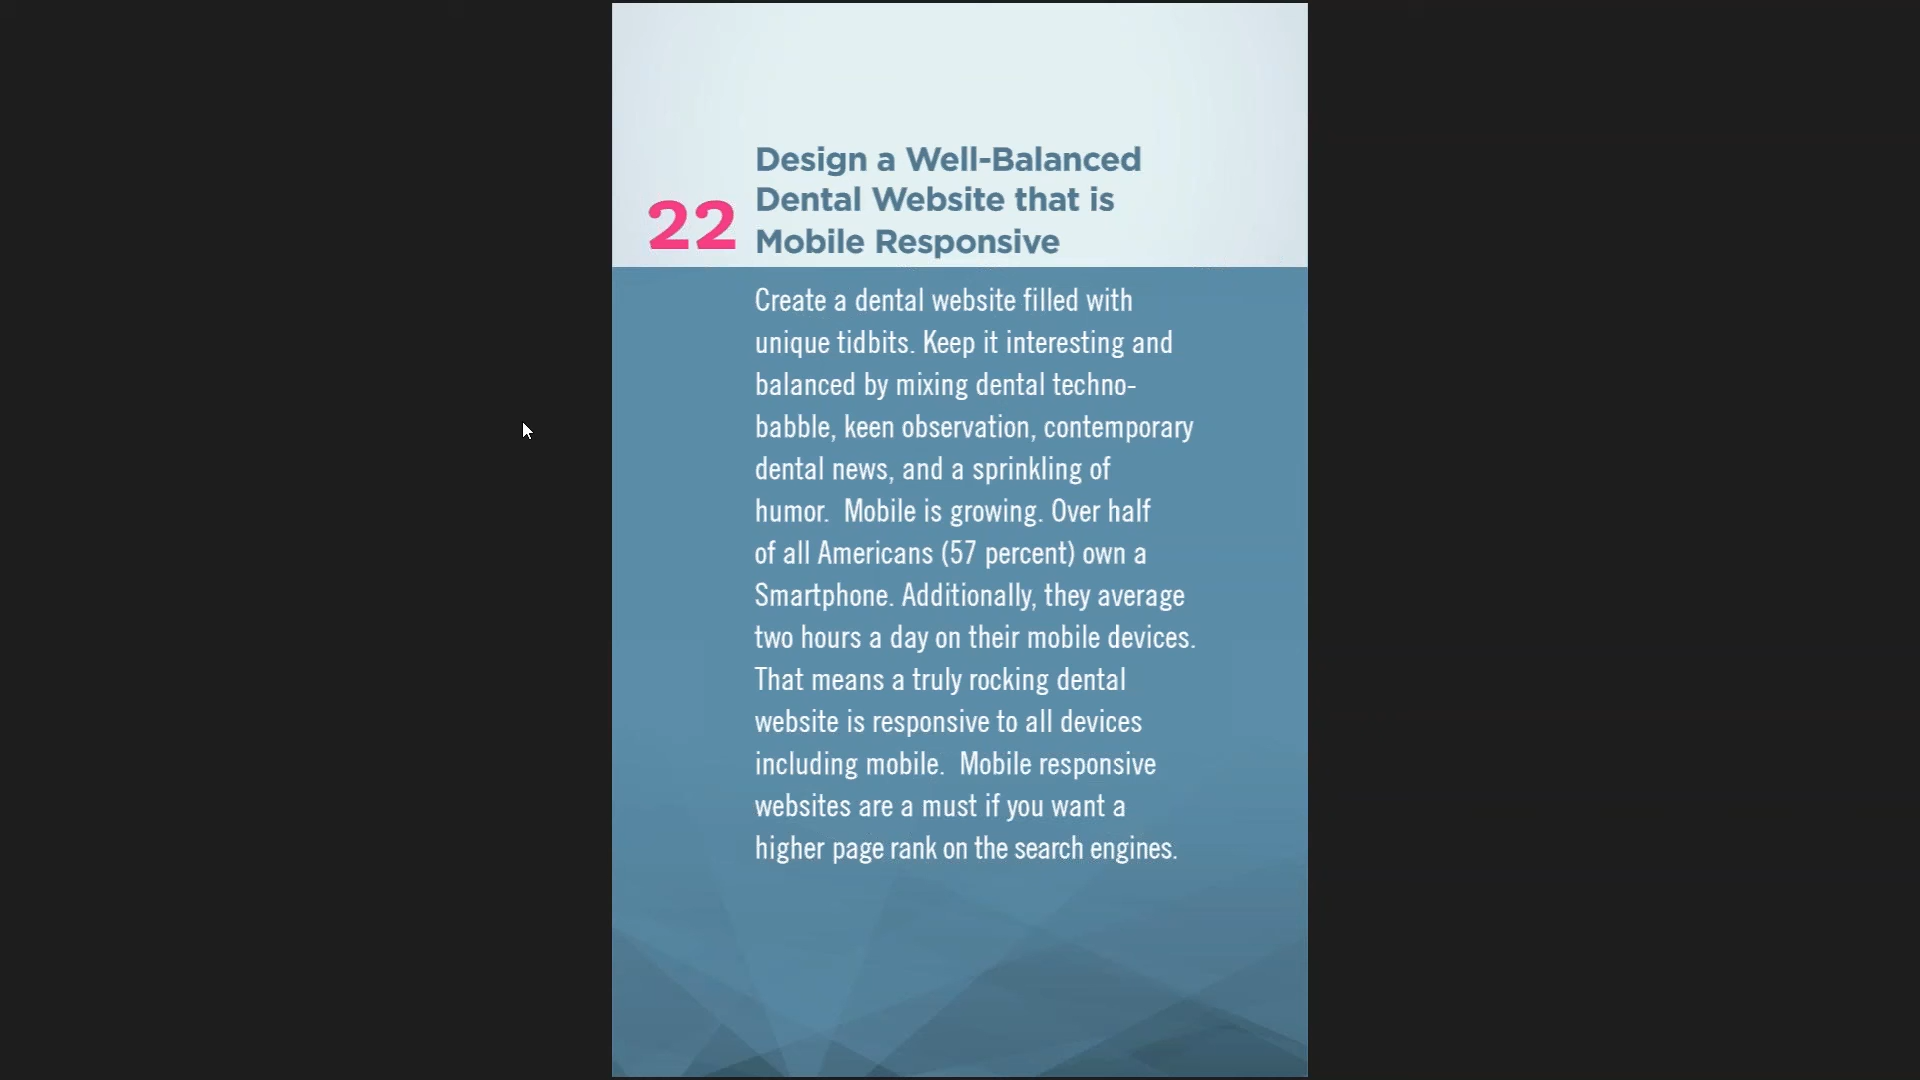 Design a Well-Balanced
Dental Website that is
22 Mobile Responsive
Create a dental website filled with
unique tidbits. Keep it interesting and
balanced by mixing dental techno-
babble, keen observation, contemporary
dental news, and a sprinkling of
humor.  Mobile is growing. Over half
of all Americans (57 percent) own a
Smartphone. Additionally, they average
two hours a day on their mobile devices.
That means a truly rocking dental
website is responsive to all devices
including mobile.  Mobile responsive
websites are a must if you want a
higher page rank on the search engines.